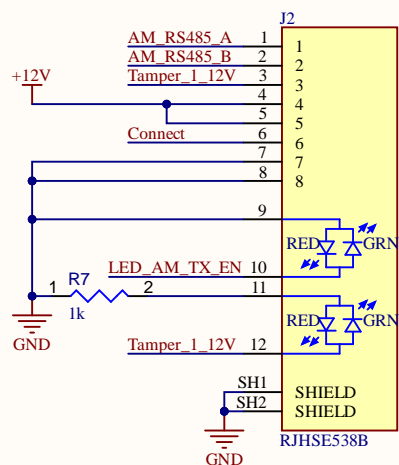 J2
AM_RS485_A 1 1
AM_RS485_B 2 2
Tamper_1_12V 3 3
+12V 4 4
5 5
Connect 6 6
7 7
8 8
9
RED GRN
LED_AM_TX_EN 10
1 R7 2 11
1k
RED GRN
GND
Tamper_1_12V 12
SH1 SHIELD
SH2 SHIELD
RJHSE538B
GND